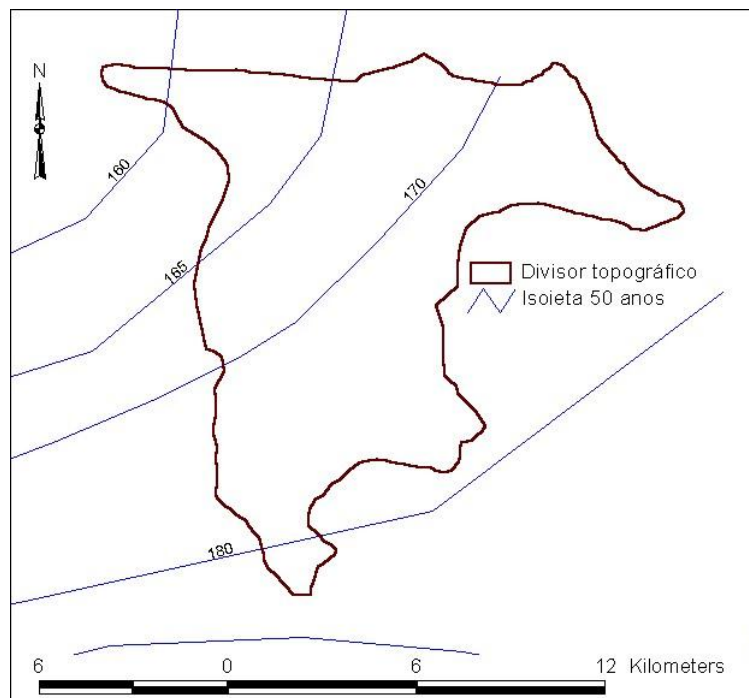 N
160
165
170
Divisor topográfico
Isoieta 50 anos
180
6 0 6 12 Kilometers